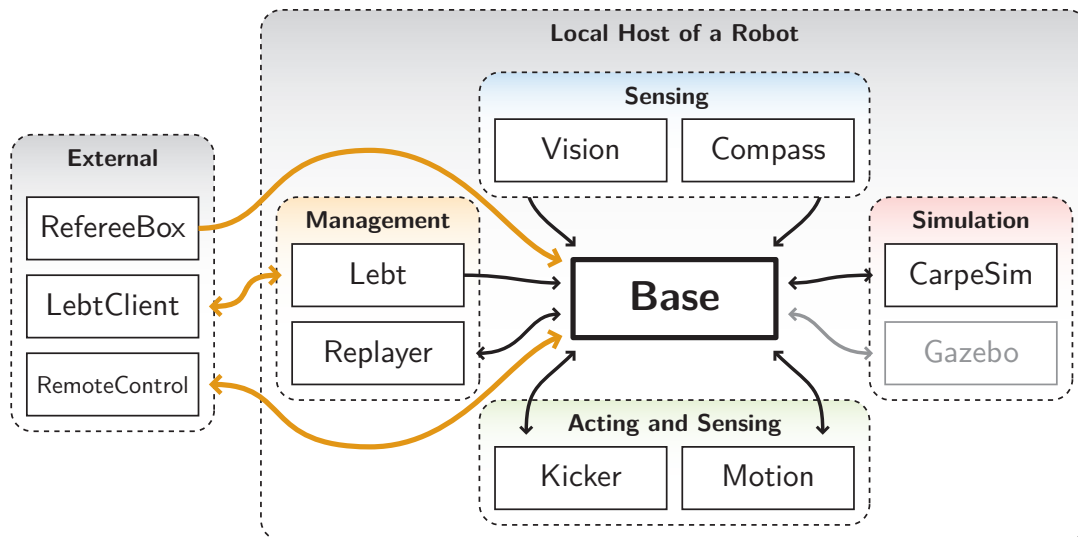 Local Host of a Robot
Sensing
Vision
Compass
External
RefereeBox
LebtClient
RemoteControl
Management
Lebt
Replayer
Base
Simulation
CarpeSim
Gazebo
Acting and Sensing
Kicker
Motion